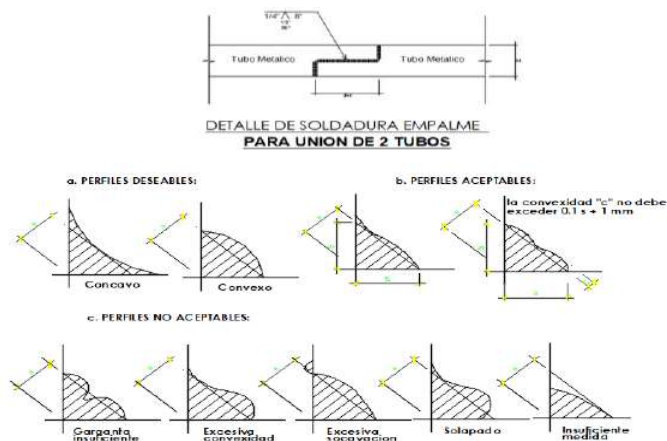 Tubo Metalico
Tubo Metalico
DETALLE DE SOLDADURA EMPALME
PARA UNION DE 2 TUBOS
a. PERFILES DESEABLES:
b. PERFILES ACEPTABLES:
la convexidad "c" no debe
exceder 0.1 s + 1 mm
Concavo
Convexo
c. PERFILES NO ACEPTABLES:
Garganta
insuficiente
Excesiva
convexidad
Excesiva
socavacion
Solapado
Insuficiente
medida